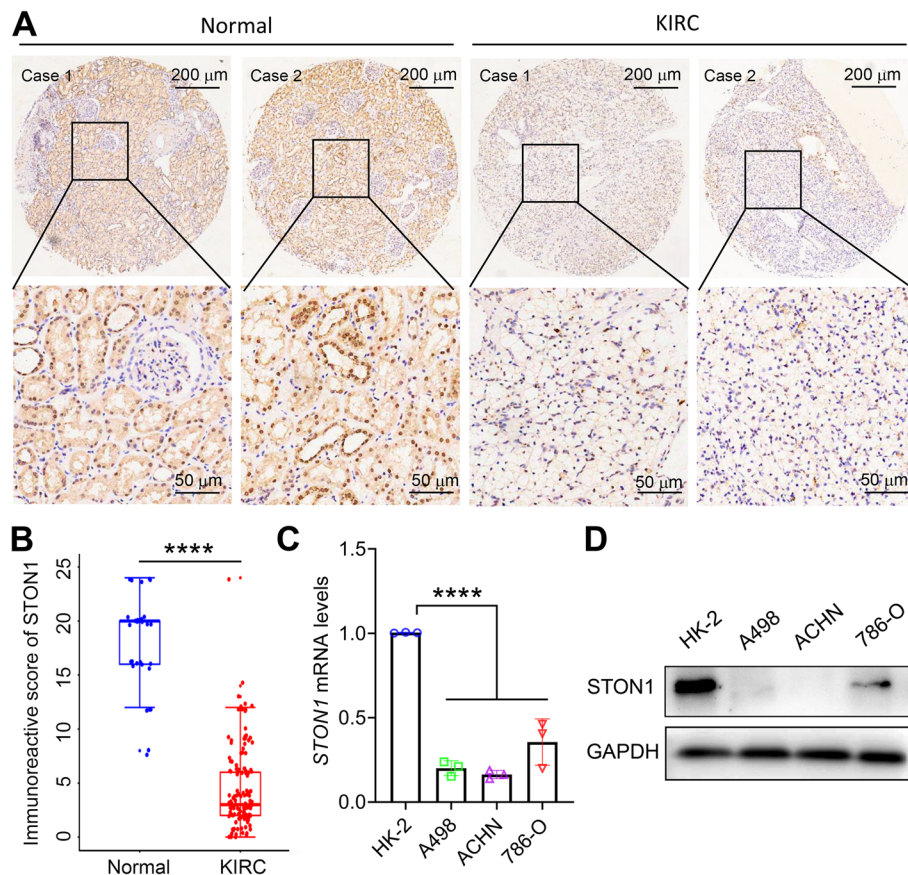 A
Normal
KIRC
Case 1
200 μm
Case 2
200 μm
Case 1
200 μm
Case 2
200 μm
50 μm
50 μm
50 μm
50 μm
B
Immunoreactive score of STON1
25
20
15
10
5
0
****
Normal
KIRC
C
STON1 mRNA levels
1.5
1.0
0.5
0.0
****
HK-2
A498
ACHN
786-O
D
HK-2
A498
ACHN
786-O
STON1
GAPDH